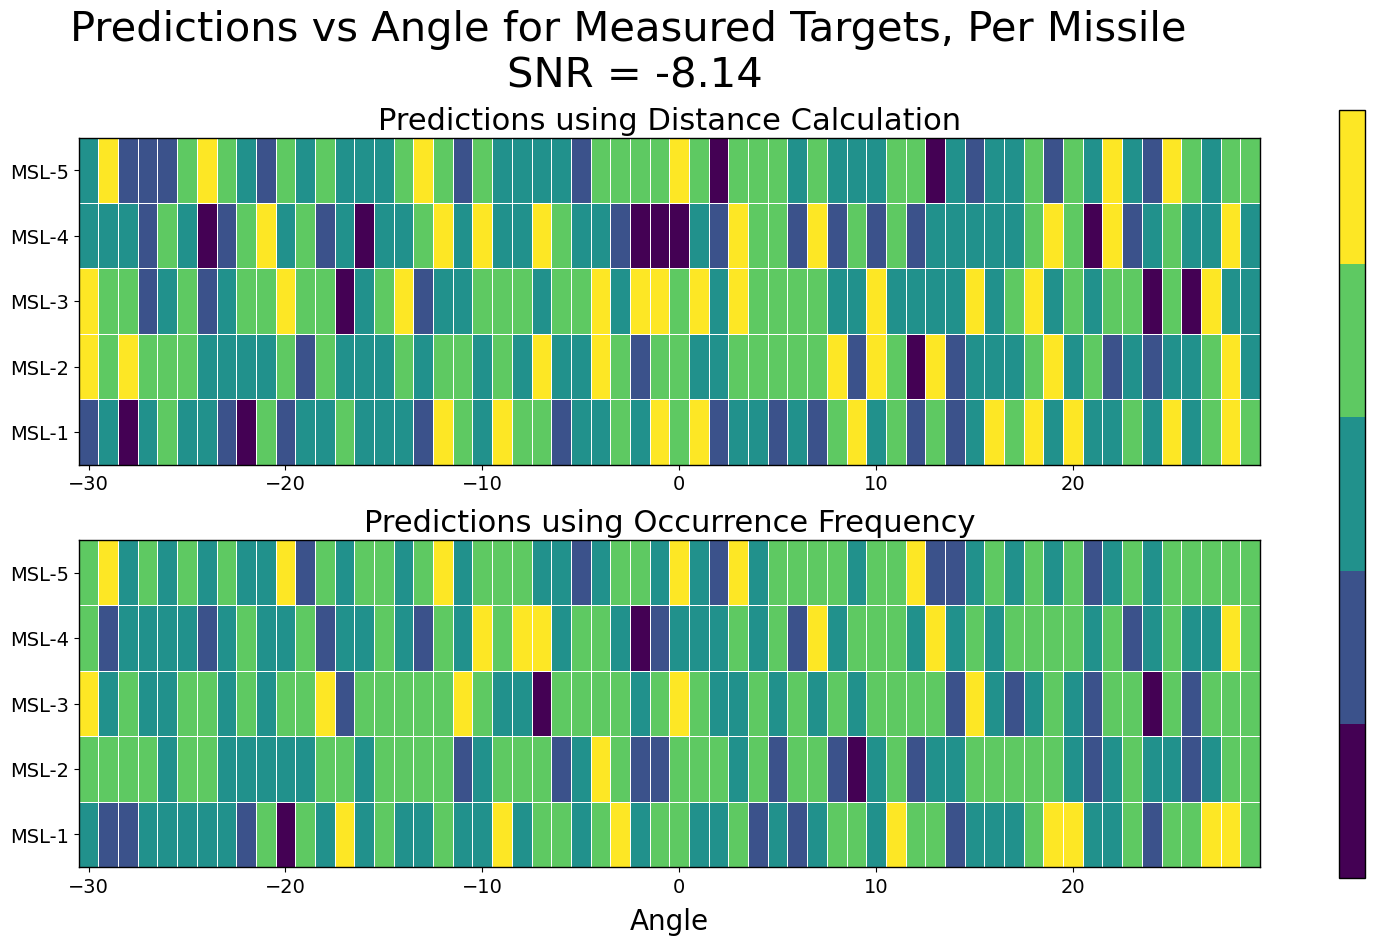 Predictions vs Angle for Measured Targets, Per Missile
SNR = -8.14
Predictions using Distance Calculation
MSL-5
MSL-4
MSL-3
MSL-2
MSL-1
−30 −20 −10 0 10 20
Predictions using Occurrence Frequency
MSL-5
MSL-4
MSL-3
MSL-2
MSL-1
−30 −20 −10 0 10 20
Angle